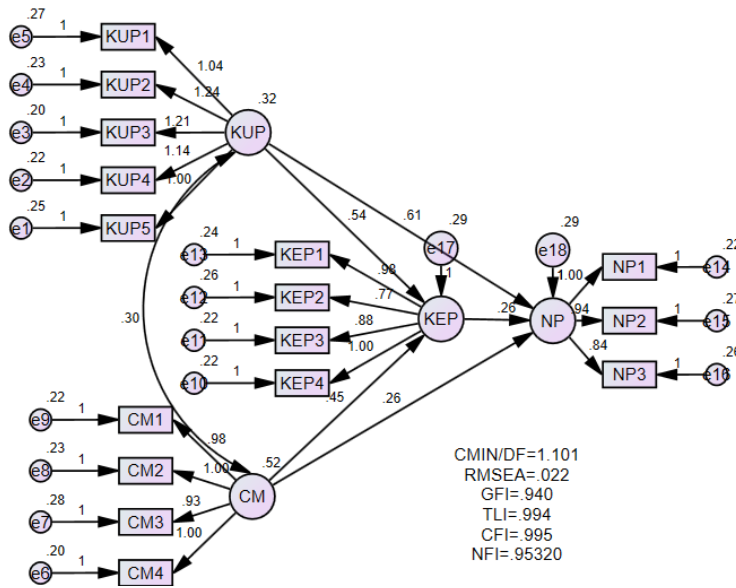 .27
e5 1 KUP1
1.04
.23
e4 1 KUP2
1.24
.32
.20
e3 1 KUP3
1.21
KUP
.22
e2 1 KUP4
1.14
1.00
.25
e1 1 KUP5
.54
.61
.29
e17
1
.29
e18
1.00
.24
e13 1 KEP1
.98
.26
e12 1 KEP2
.77
.22
e11 1 KEP3
.88
.22
e10 1 KEP4
1.00
KEP
.26
NP
NP1 1 .22
e14
.94
NP2 1 .27
e15
.84
NP3 1 .26
e16
.30
.45
.26
.22
e9 1 CM1
.98
.23
e8 1 CM2
1.00
.52
CM
.28
e7 1 CM3
.93
.20
e6 1 CM4
1.00
CMIN/DF=1.101
RMSEA=.022
GFI=.940
TLI=.994
CFI=.995
NFI=.95320